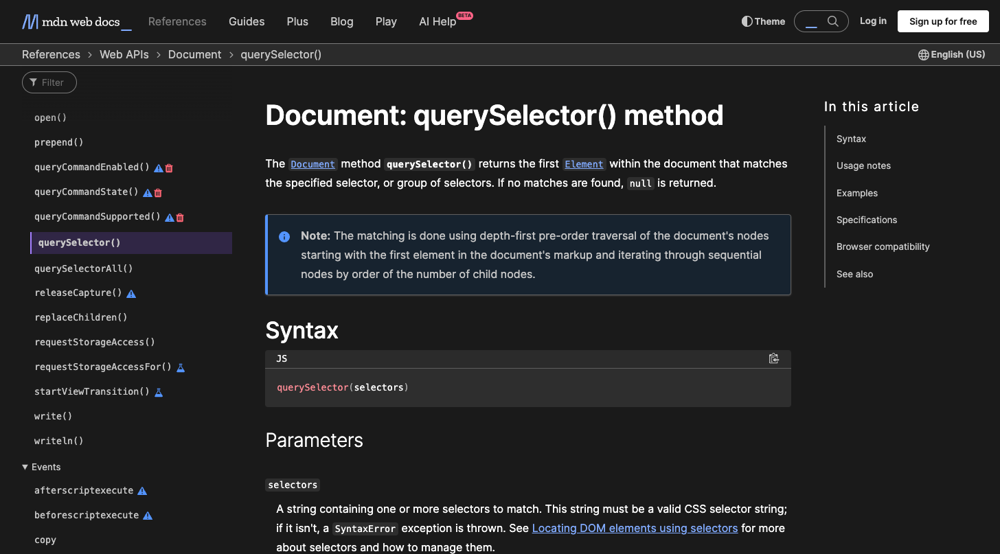 mdn web docs_
References
Guides
Plus
Blog
Play
AI Help BETA
Theme
Log in
Sign up for free
References > Web APIs > Document > querySelector()
English (US)
Filter
open()
prepend()
queryCommandEnabled()
queryCommandState()
queryCommandSupported()
querySelector()
querySelectorAll()
releaseCapture()
replaceChildren()
requestStorageAccess()
requestStorageAccessFor()
startViewTransition()
write()
writeln()
▼ Events
afterscriptexecute
beforescriptexecute
copy
Document: querySelector() method
The Document method querySelector() returns the first Element within the document that matches
the specified selector, or group of selectors. If no matches are found, null is returned.
Note: The matching is done using depth-first pre-order traversal of the document's nodes
starting with the first element in the document's markup and iterating through sequential
nodes by order of the number of child nodes.
Syntax
JS
querySelector(selectors)
Parameters
selectors
A string containing one or more selectors to match. This string must be a valid CSS selector string;
if it isn't, a SyntaxError exception is thrown. See Locating DOM elements using selectors for more
about selectors and how to manage them.
In this article
Syntax
Usage notes
Examples
Specifications
Browser compatibility
See also